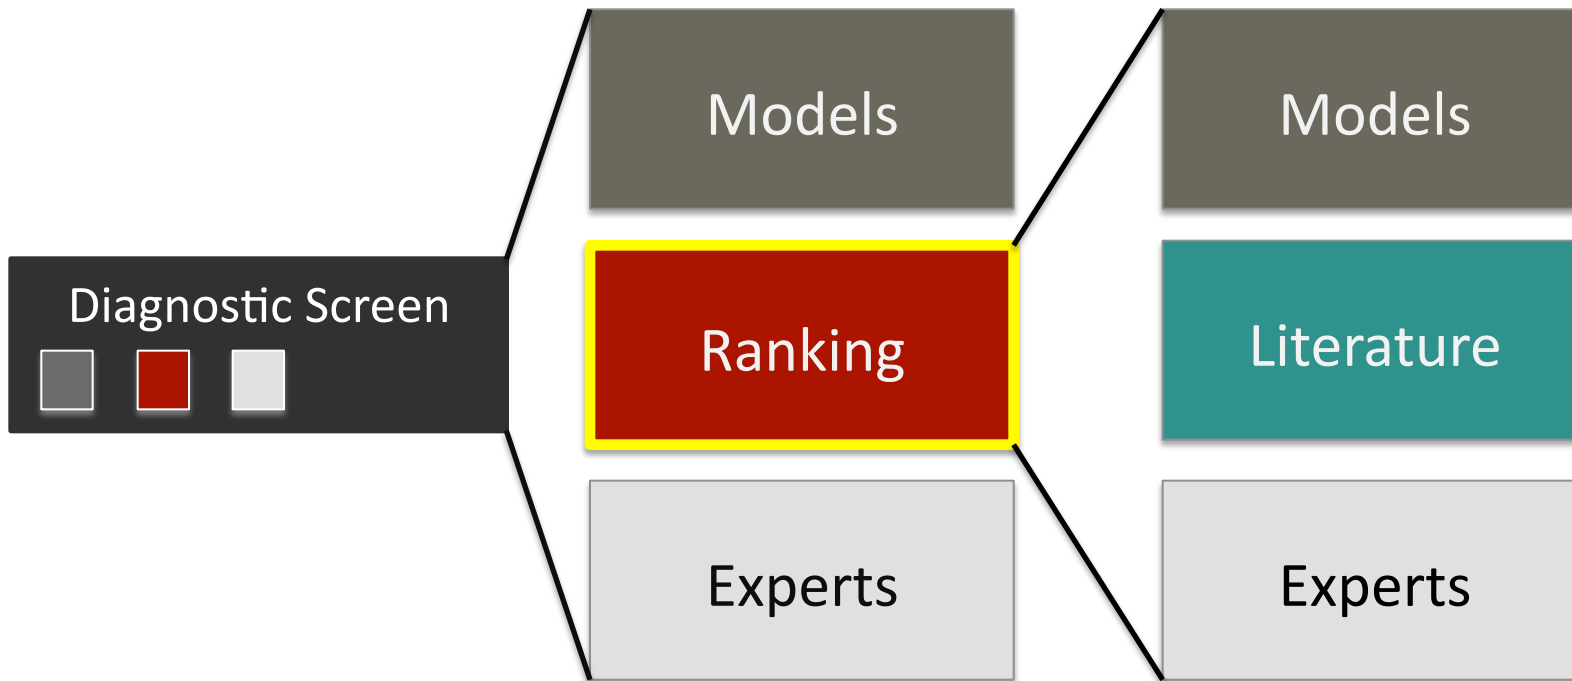 Diagnostic Screen
Models
Ranking
Experts
Models
Literature
Experts